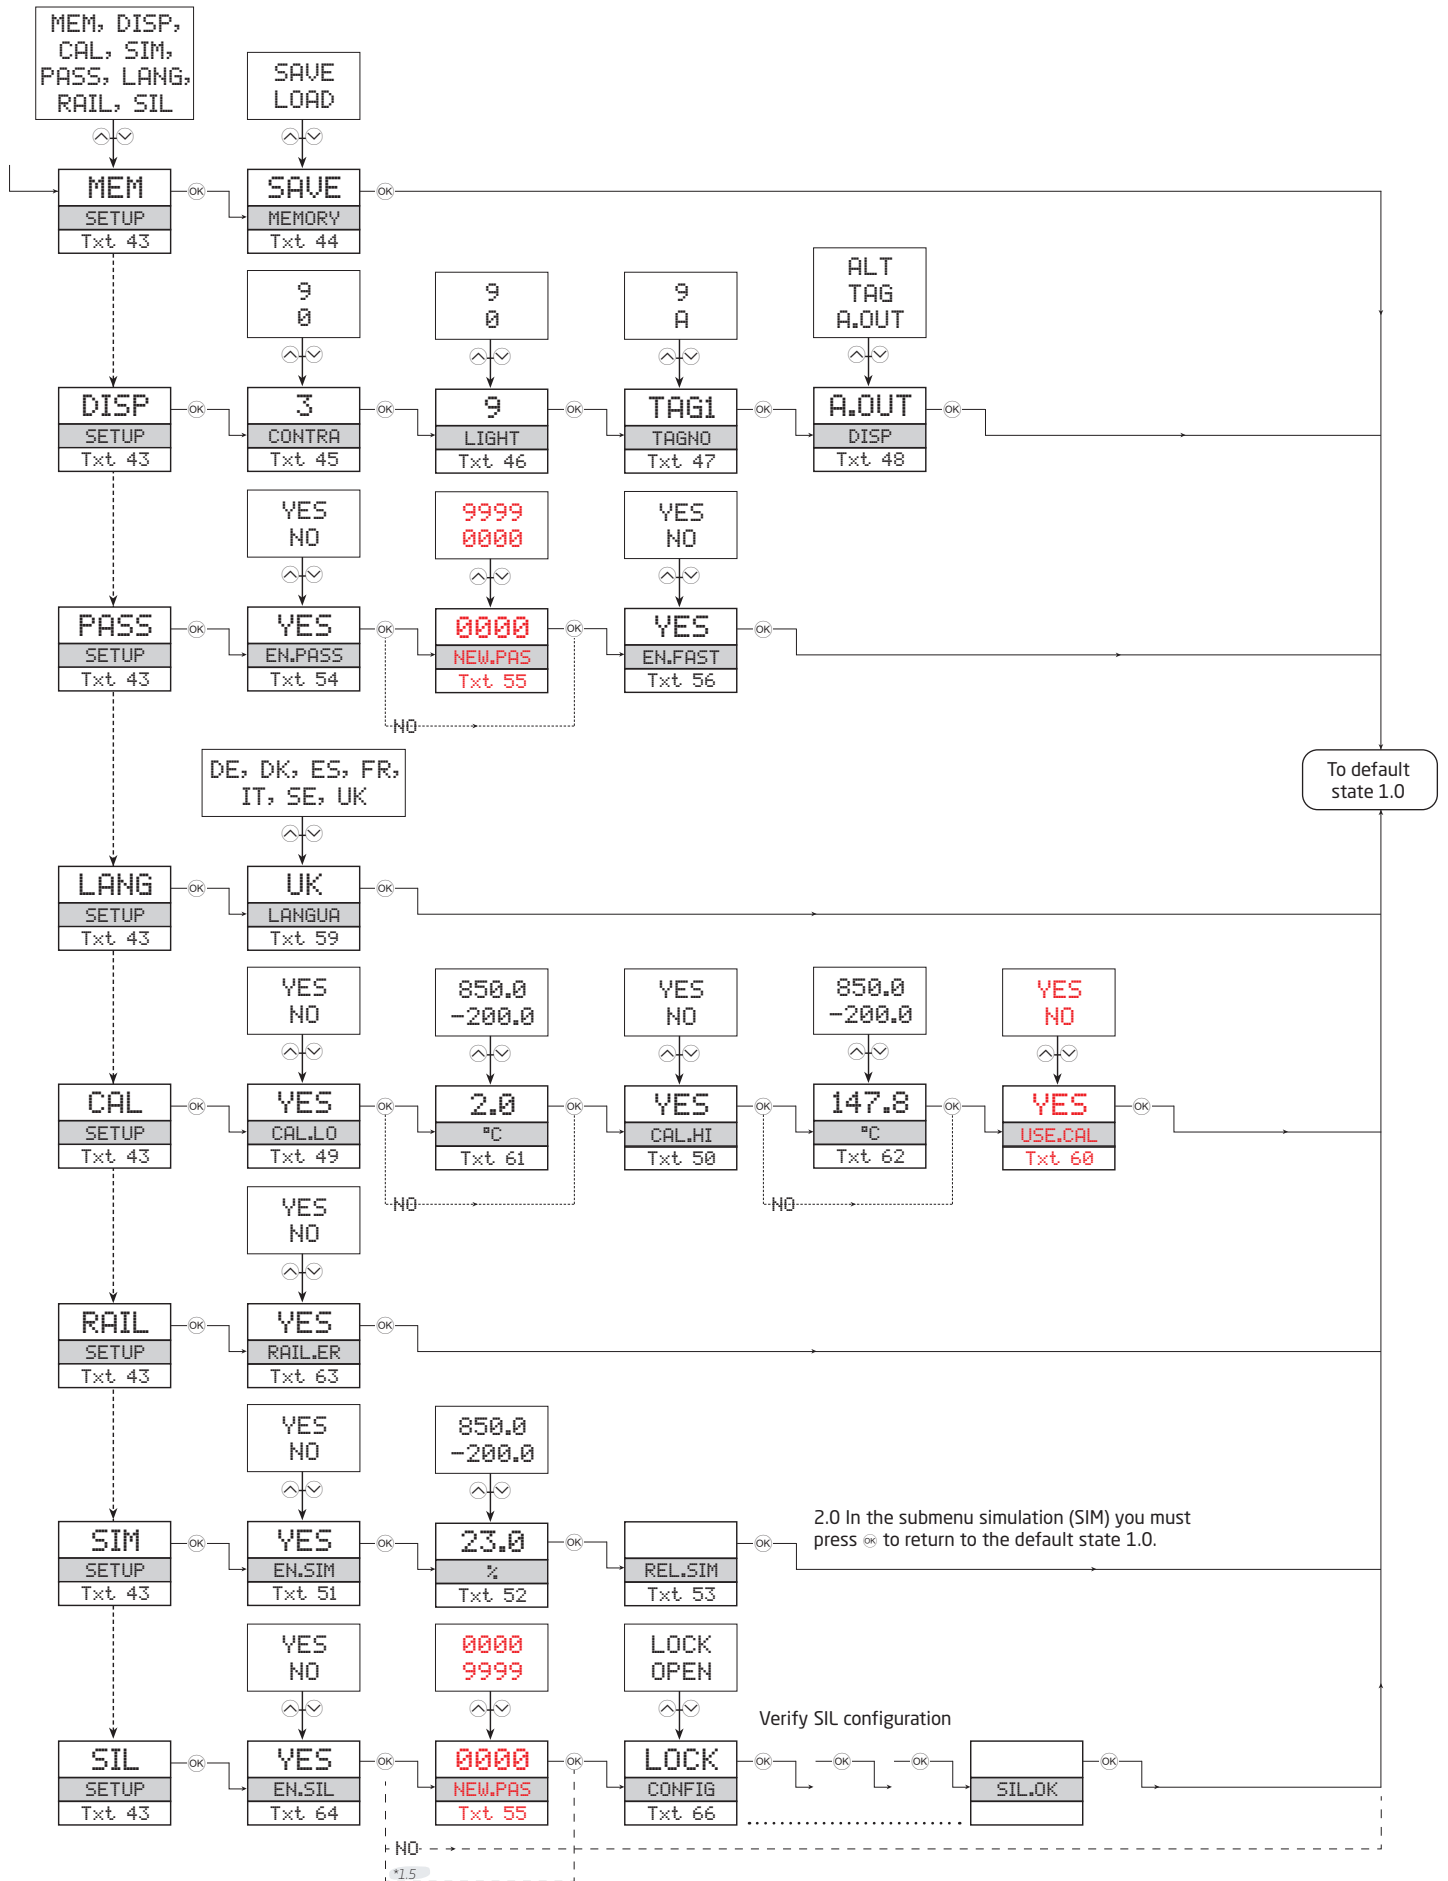 MEM, DISP,
CAL, SIM,
PASS, LANG,
RAIL, SIL
SAVE
LOAD
MEM
SETUP
Txt 43
OK
SAVE
MEMORY
Txt 44
OK
9
0
9
0
9
A
ALT
TAG
A.OUT
DISP
SETUP
Txt 43
OK
3
CONTRA
Txt 45
OK
9
LIGHT
Txt 46
OK
TAG1
TAGNO
Txt 47
OK
A.OUT
DISP
Txt 48
OK
YES
NO
9999
0000
YES
NO
PASS
SETUP
Txt 43
OK
YES
EN.PASS
Txt 54
OK
0000
NEW.PAS
Txt 55
OK
YES
EN.FAST
Txt 56
OK
NO
DE, DK, ES, FR,
IT, SE, UK
To default
state 1.0
LANG
SETUP
Txt 43
OK
UK
LANGUA
Txt 59
OK
YES
NO
850.0
-200.0
YES
NO
850.0
-200.0
YES
NO
CAL
SETUP
Txt 43
OK
YES
CAL.LO
Txt 49
OK
2.0
°C
Txt 61
OK
YES
CAL.HI
Txt 50
OK
147.8
°C
Txt 62
OK
YES
USE.CAL
Txt 60
OK
NO
NO
YES
NO
RAIL
SETUP
Txt 43
OK
YES
RAIL.ER
Txt 63
OK
YES
NO
850.0
-200.0
SIM
SETUP
Txt 43
OK
YES
EN.SIM
Txt 51
OK
23.0
%
Txt 52
OK
REL.SIM
Txt 53
OK
2.0 In the submenu simulation (SIM) you must
press OK to return to the default state 1.0.
YES
NO
0000
9999
LOCK
OPEN
Verify SIL configuration
SIL
SETUP
Txt 43
OK
YES
EN.SIL
Txt 64
OK
0000
NEW.PAS
Txt 55
OK
LOCK
CONFIG
Txt 66
OK
OK
OK
SIL.OK
OK
NO
*1.5